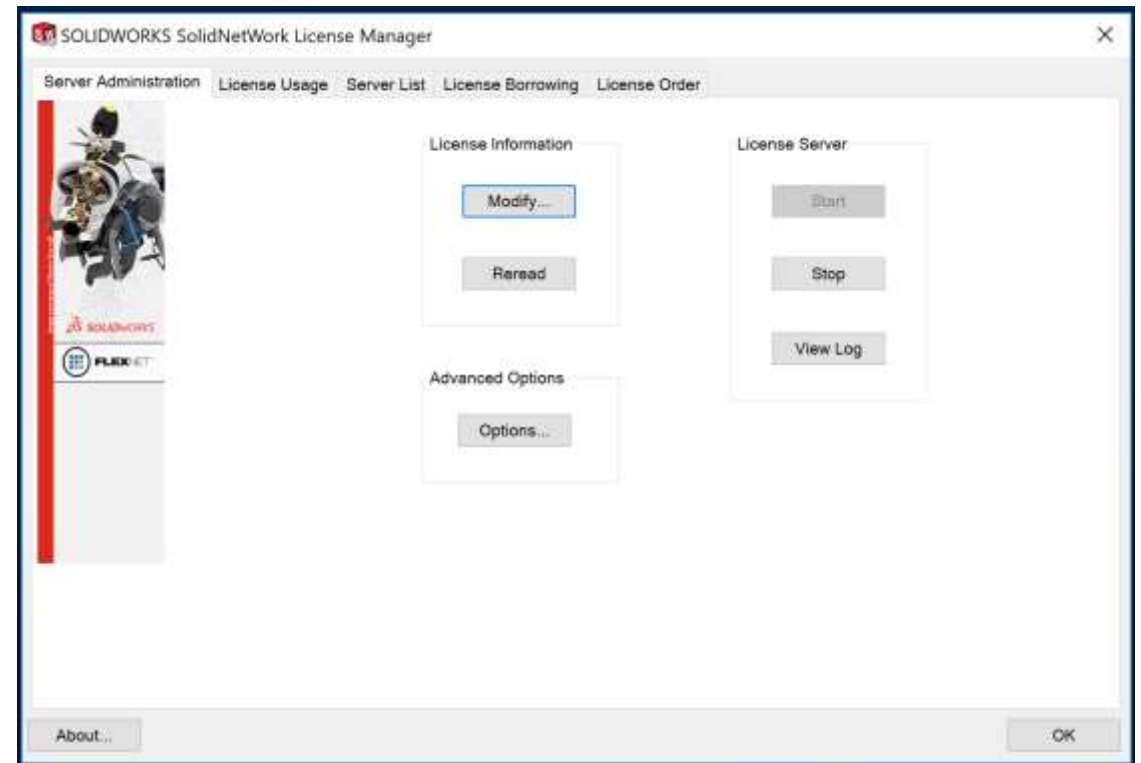 SOLIDWORKS SolidNetWork License Manager
Server Administration License Usage Server List License Borrowing License Order
License Information
License Server
Modify...
Start
Reread
Stop
SOLIDWORKS
View Log
FLEXNET
Advanced Options
Options...
About...
OK